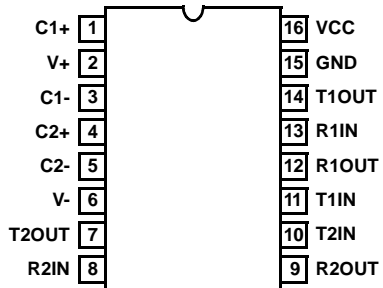 C1+ 1 16 VCC
V+ 2 15 GND
C1- 3 14 T1OUT
C2+ 4 13 R1IN
C2- 5 12 R1OUT
V- 6 11 T1IN
T2OUT 7 10 T2IN
R2IN 8 9 R2OUT